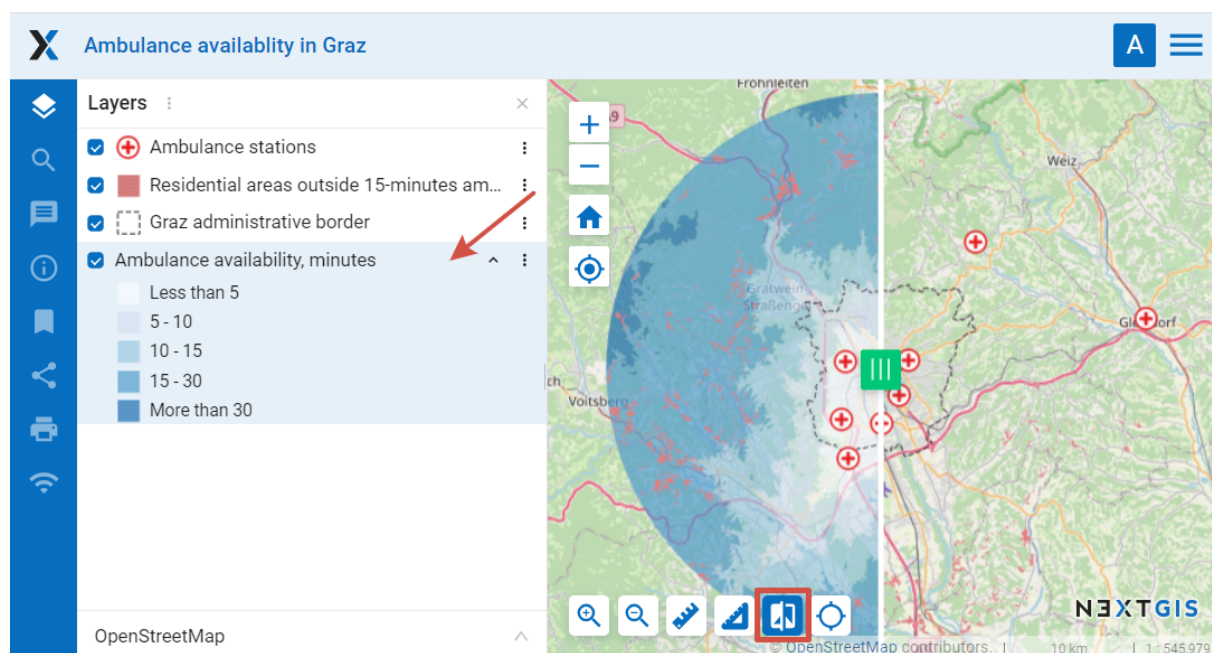 Ambulance availablity in Graz
A
Layers
Ambulance stations
Residential areas outside 15-minutes am...
Graz administrative border
Ambulance availability, minutes
Less than 5
5 - 10
10 - 15
15 - 30
More than 30
OpenStreetMap
Frohnleiten
Weiz
Gratwein
Straßengel
Voitsberg
NEXTGIS
© OpenStreetMap contributors.
10 km
1 : 545 979